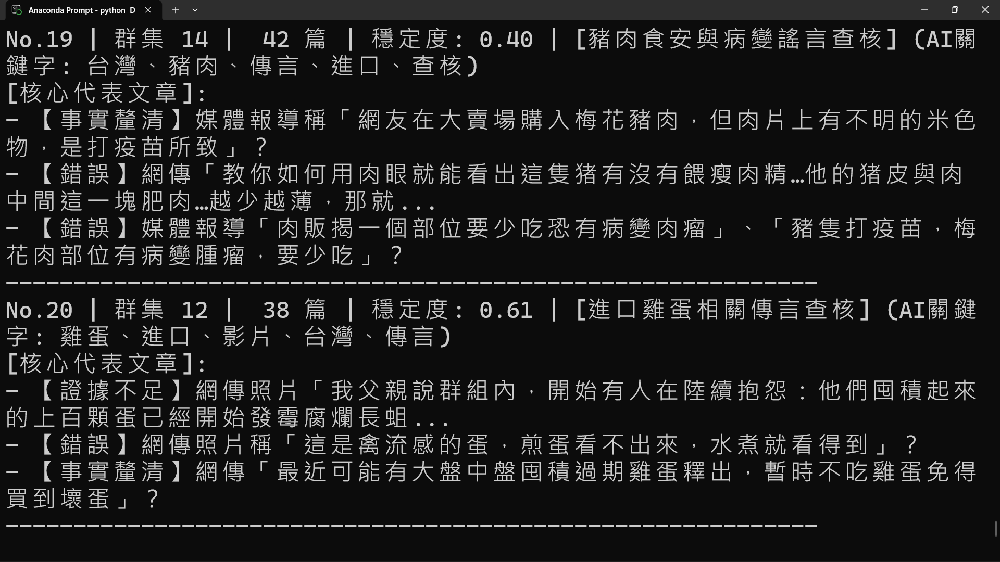 Anaconda Prompt - python D
No.19 | 群集 14 |  42 篇 | 穩定度: 0.40 | [豬肉食安與病變謠言查核] (AI關
鍵字: 台灣、豬肉、傳言、進口、查核)
[核心代表文章]:
- 【事實釐清】媒體報導稱「網友在大賣場購入梅花豬肉，但肉片上有不明的米色
物，是打疫苗所致」？
- 【錯誤】網傳「教你如何用肉眼就能看出這隻猪有沒有餵瘦肉精…他的猪皮與肉
中間這一塊肥肉…越少越薄，那就...
- 【錯誤】媒體報導「肉販揭一個部位要少吃恐有病變肉瘤」、「豬隻打疫苗，梅
花肉部位有病變腫瘤，要少吃」？
------------------------------------------------------------
No.20 | 群集 12 |  38 篇 | 穩定度: 0.61 | [進口雞蛋相關傳言查核] (AI關鍵
字: 雞蛋、進口、影片、台灣、傳言)
[核心代表文章]:
- 【證據不足】網傳照片「我父親說群組內，開始有人在陸續抱怨：他們囤積起來
的上百顆蛋已經開始發霉腐爛長蛆...
- 【錯誤】網傳照片稱「這是禽流感的蛋，煎蛋看不出來，水煮就看得到」？
- 【事實釐清】網傳「最近可能有大盤中盤囤積過期雞蛋釋出，暫時不吃雞蛋免得
買到壞蛋」？
------------------------------------------------------------